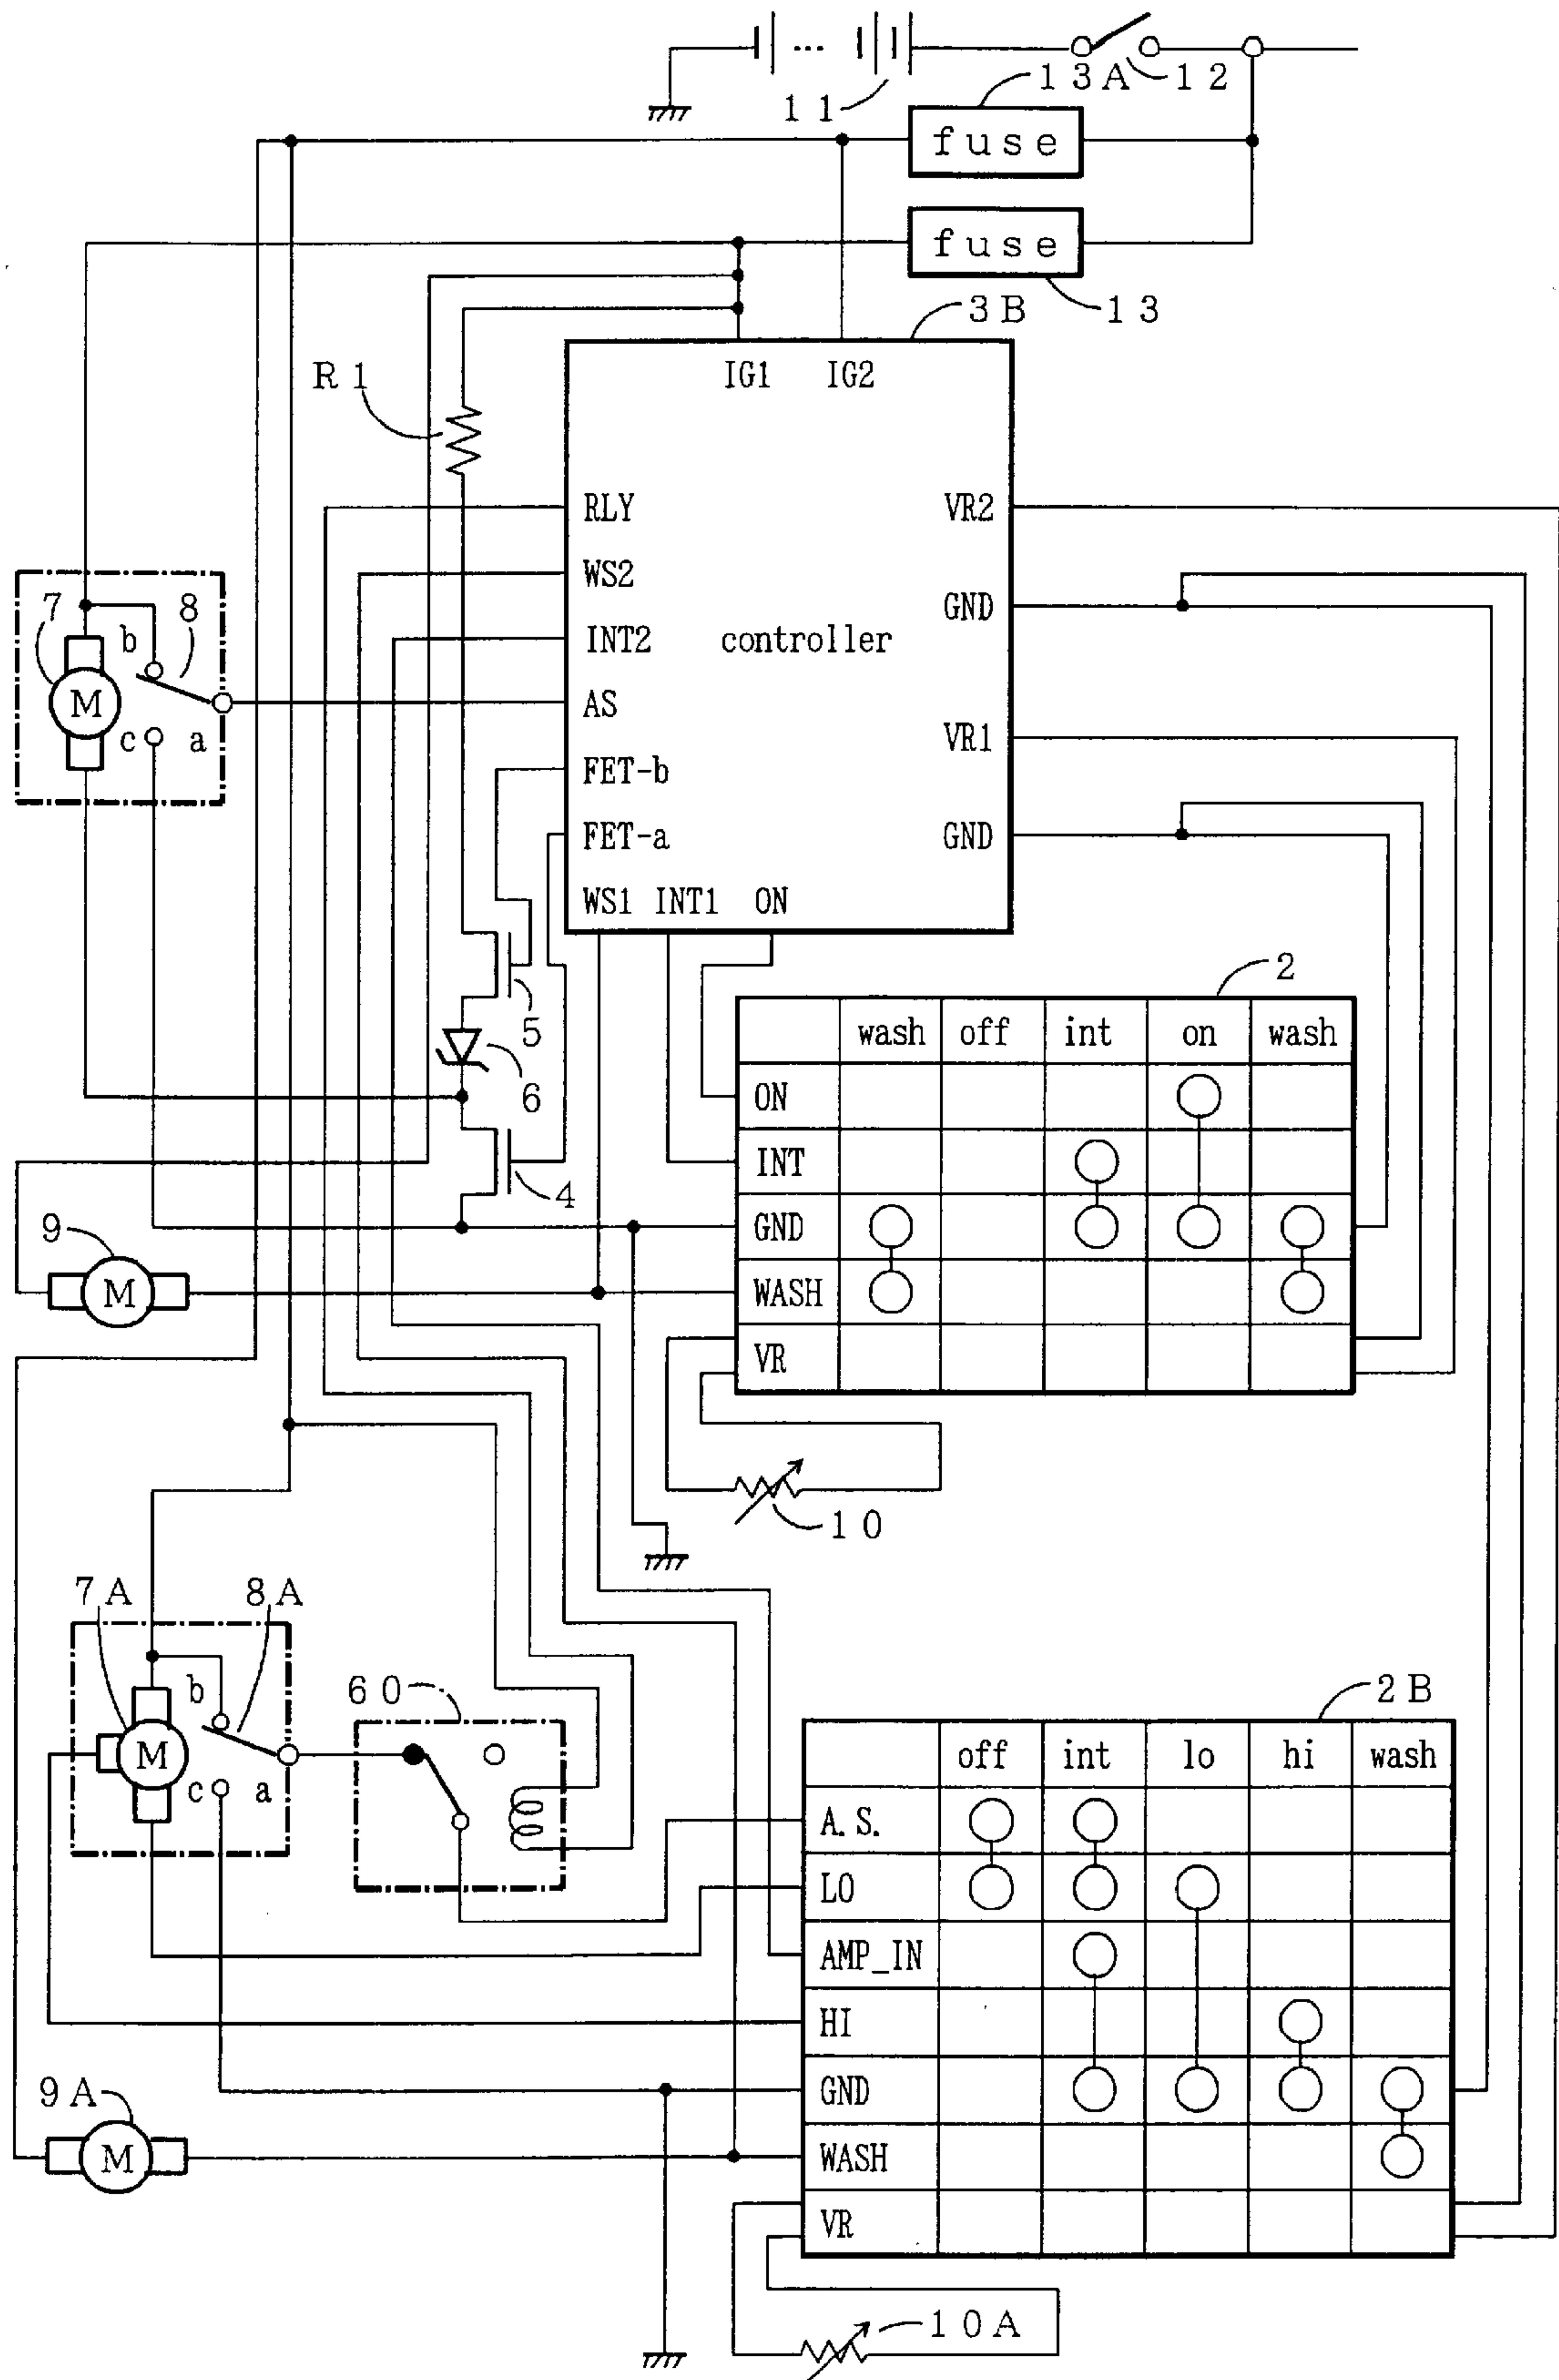 13A 12
11
fuse
fuse
3B 13
IG1 IG2
R1
RLY VR2
WS2
GND
7 8
b
INT2 controller
M
AS
c a
VR1
FET-b
FET-a GND
WS1 INT1 ON
2
5
wash off int on wash
6
ON
INT
4
9
GND
M
WASH
VR
10
7A 8A
60
2B
b
M
c a
off int lo hi wash
A.S.
LO
AMP_IN
HI
9A
GND
M
WASH
VR
10A